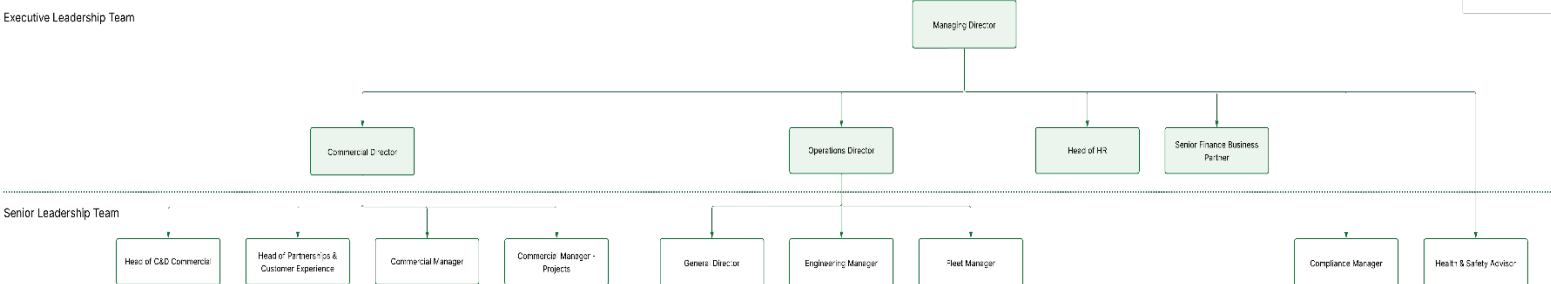 Executive Leadership Team
Managing Director
Commercial Director
Operations Director
Head of HR
Senior Finance Business
Partner
Senior Leadership Team
Head of C&D Commercial
Head of Partnerships &
Customer Experience
Commercial Manager
Commercial Manager -
Projects
General Director
Engineering Manager
Fleet Manager
Compliance Manager
Health & Safety Advisor